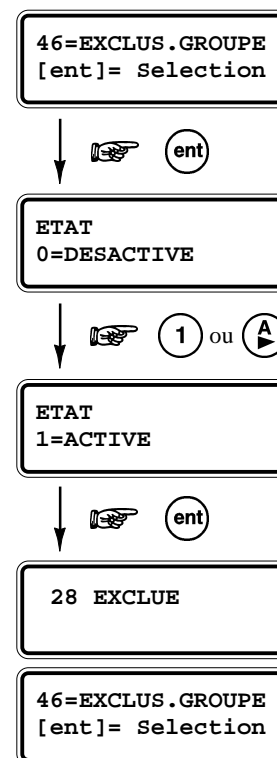 46=EXCLUS.GROUPE
[ent]= Selection
ent
ETAT
0=DESACTIVE
1 ou A
ETAT
1=ACTIVE
ent
28 EXCLUE
46=EXCLUS.GROUPE
[ent]= Selection